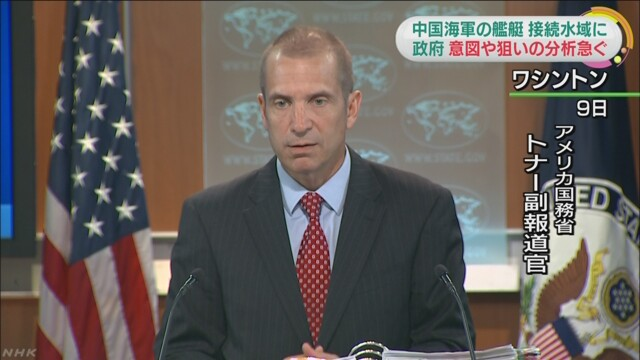 中国海軍の艦艇 接続水域に
政府 意図や狙いの分析急ぐ
ワシントン
9日
アメリカ国務省
トナー副報道官
NHK